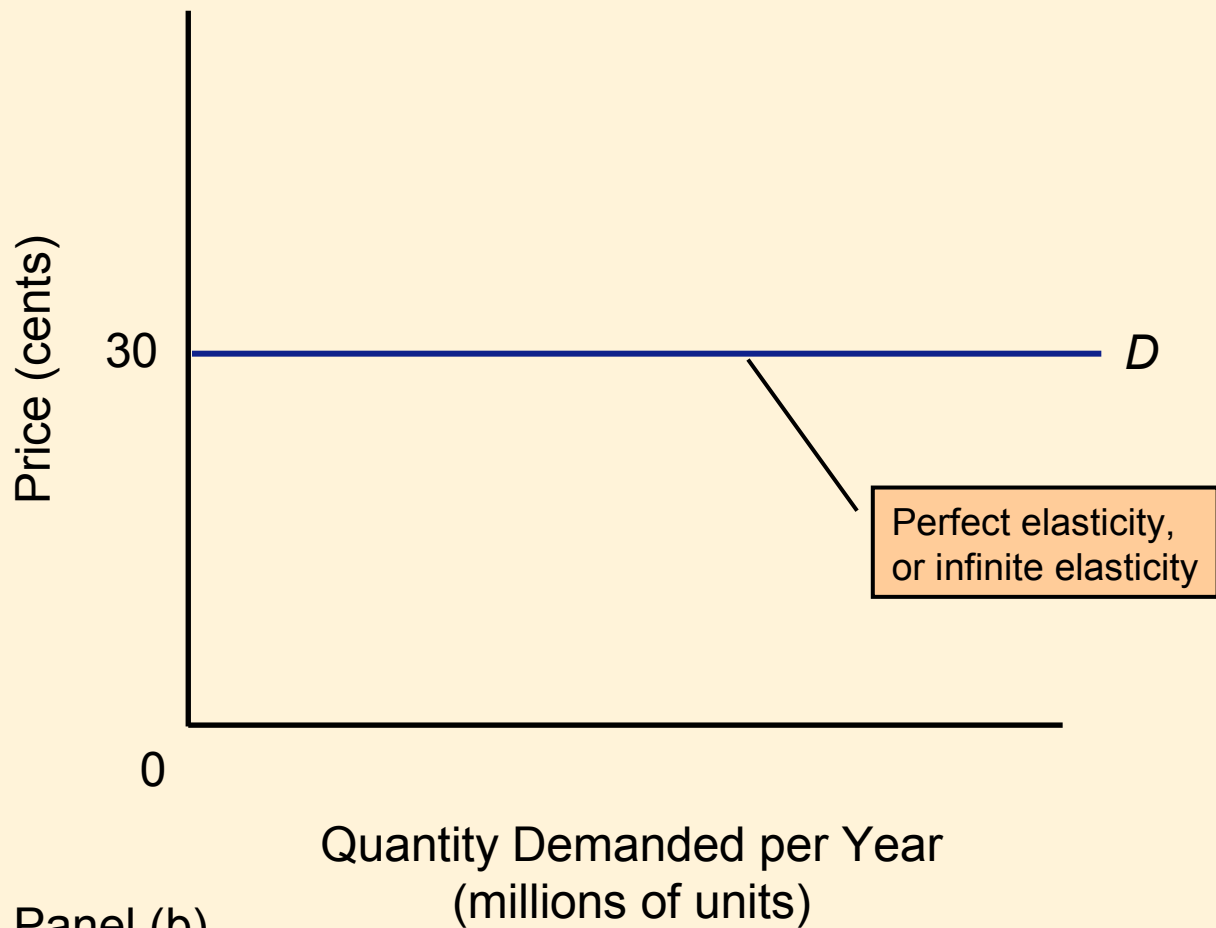 Price (cents)
30
D
Perfect elasticity,
or infinite elasticity
0
Quantity Demanded per Year
(millions of units)
Panel (b)